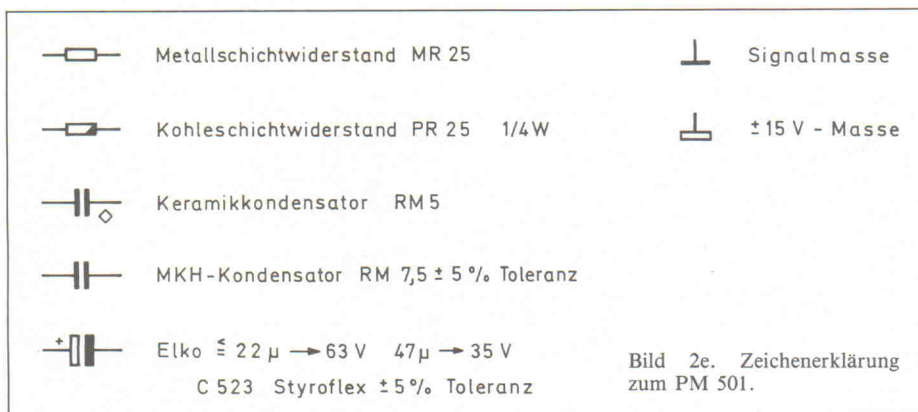 Metallschichtwiderstand MR 25
Kohleschichtwiderstand PR 25 1/4 W
Keramikkondensator RM 5
MKH-Kondensator RM 7,5 ± 5 % Toleranz
+
Elko ≦ 22 µ → 63 V 47 µ → 35 V
C 523 Styroflex ± 5 % Toleranz
Signalmasse
± 15 V - Masse
Bild 2e. Zeichenerklärung
zum PM 501.